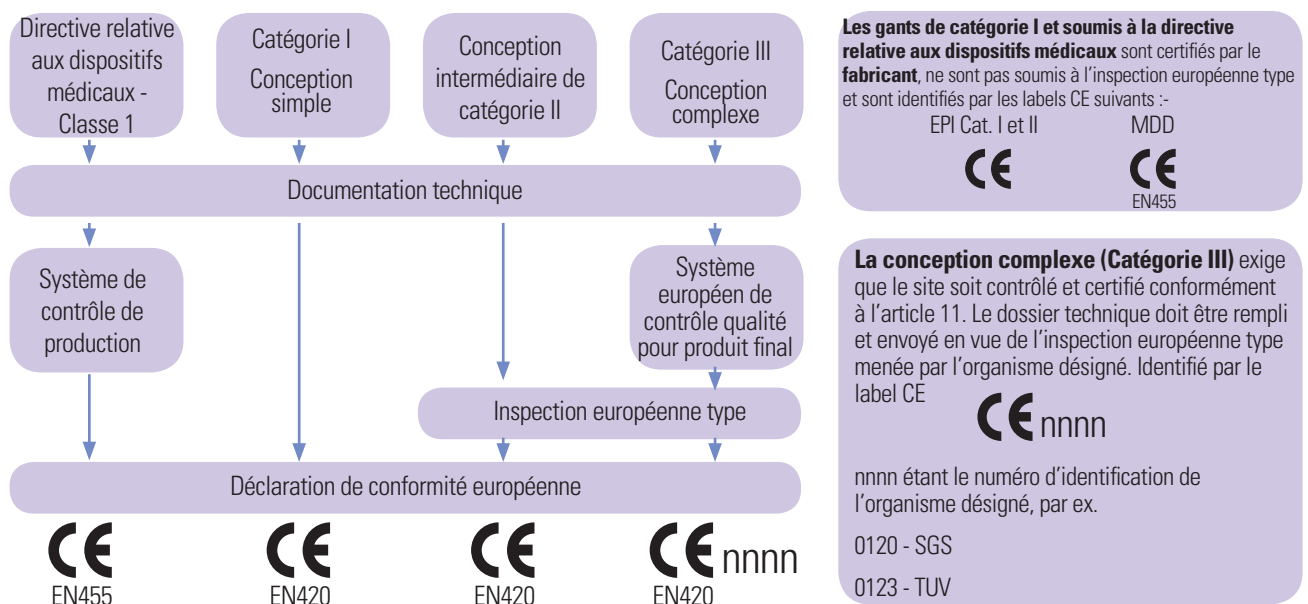 Directive relative
aux dispositifs
médicaux -
Classe 1
Catégorie I
Conception
simple
Conception
intermédiaire de
catégorie II
Catégorie III
Conception
complexe
Documentation technique
Système de
contrôle de
production
Système
européen de
contrôle qualité
pour produit final
Inspection européenne type
Déclaration de conformité européenne
CE
EN455
CE
EN420
CE
EN420
CE nnnn
EN420
Les gants de catégorie I et soumis à la directive
relative aux dispositifs médicaux sont certifiés par le
fabricant, ne sont pas soumis à l'inspection européenne type
et sont identifiés par les labels CE suivants :-
EPI Cat. I et II
MDD
CE
CE
EN455
La conception complexe (Catégorie III) exige
que le site soit contrôlé et certifié conformément
à l'article 11. Le dossier technique doit être rempli
et envoyé en vue de l'inspection européenne type
menée par l'organisme désigné. Identifié par le
label CE
CE nnnn
nnnn étant le numéro d'identification de
l'organisme désigné, par ex.
0120 - SGS
0123 - TUV